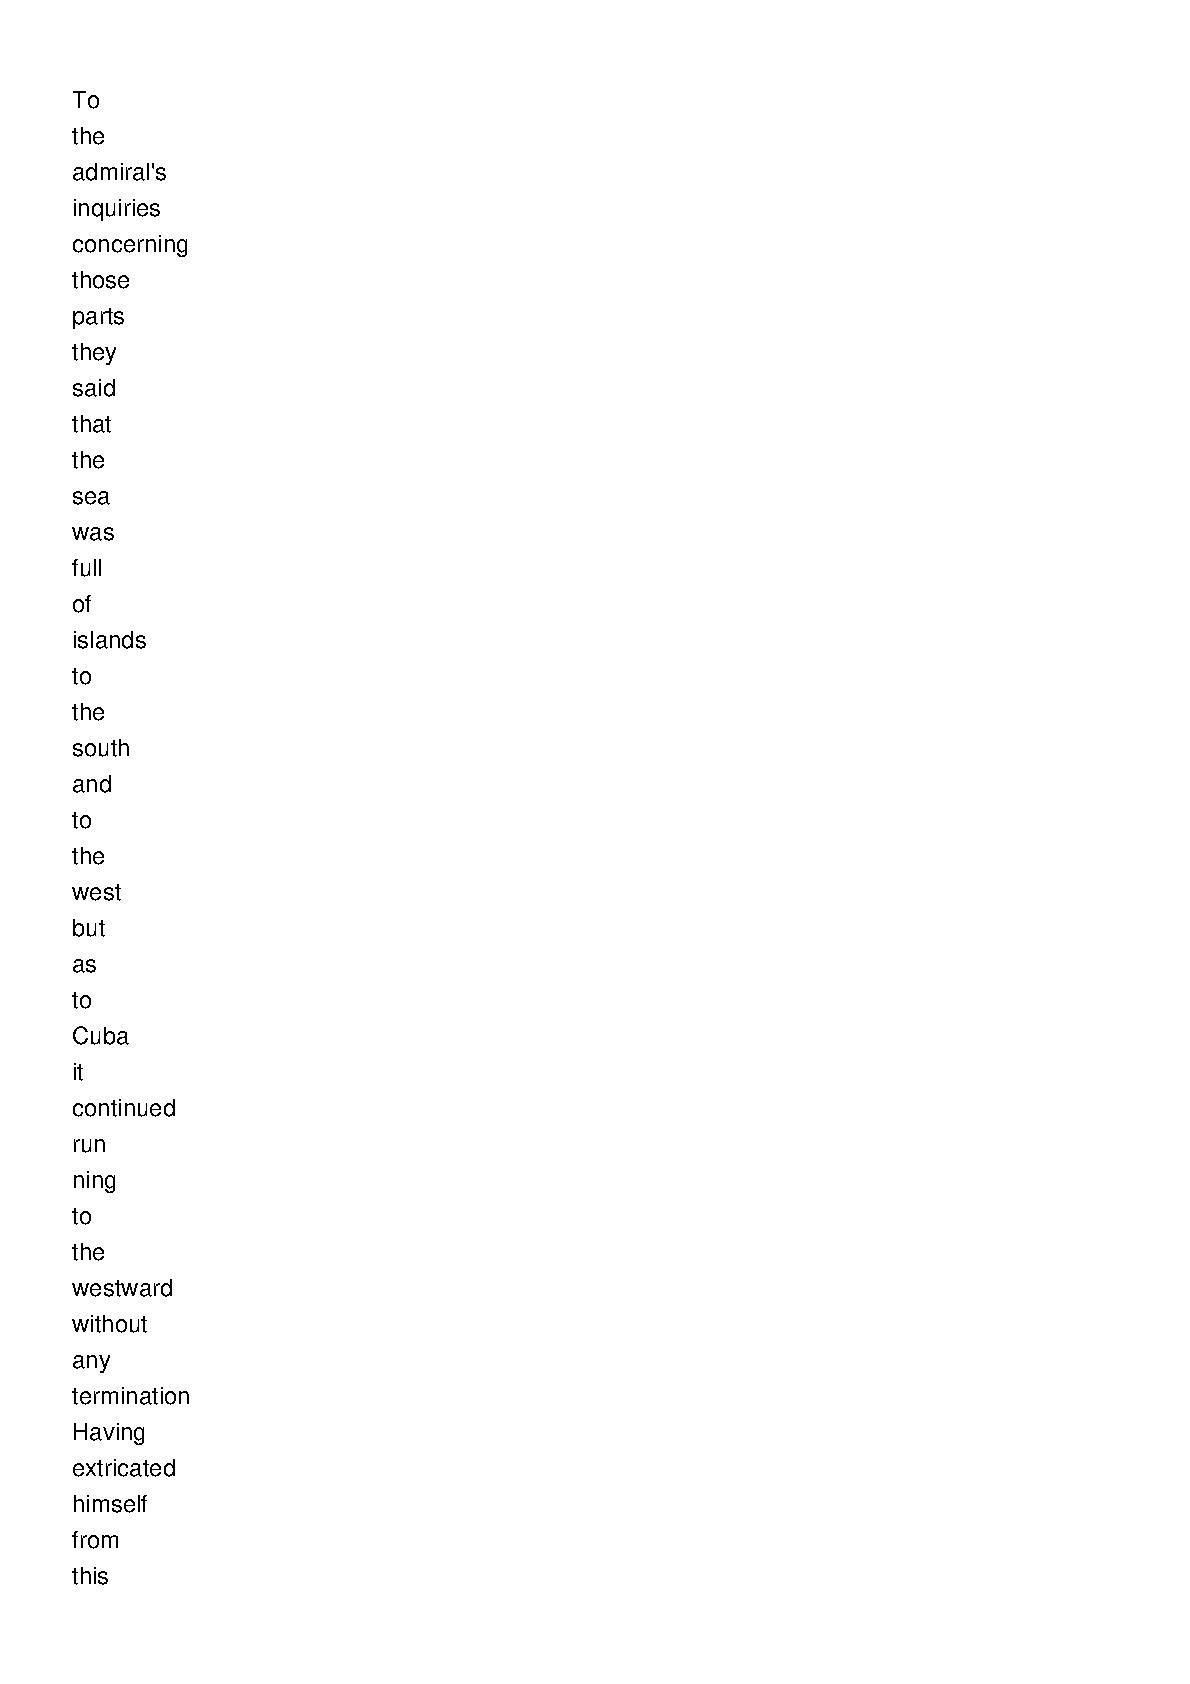 To
the
admiral's
inquiries
concerning
those
parts
they
said
that
the
sea
was
full
of
islands
to
the
south
and
to
the
west
but
as
to
Cuba
it
continued
run
ning
to
the
westward
without
any
termination
Having
extricated
himself
from
this